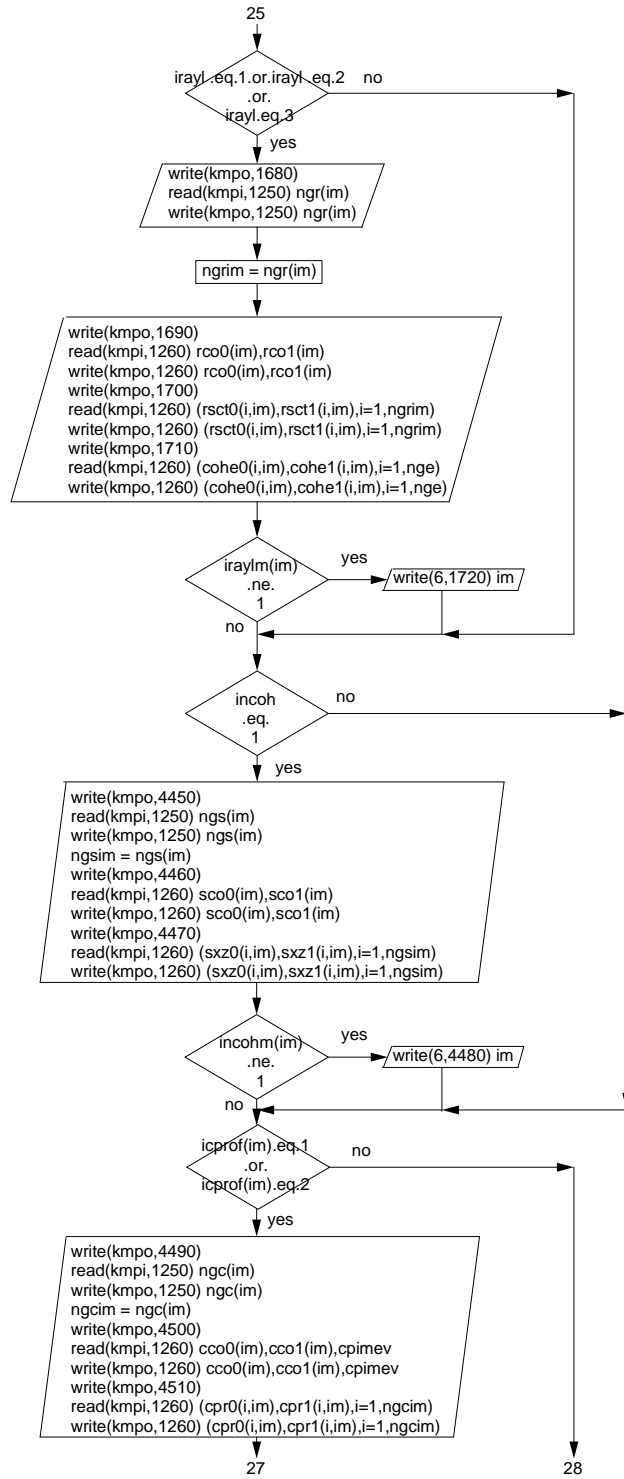 25
irayl .eq.1.or.irayl .eq.2
.or.
irayl.eq.3
no
yes
write(kmpo,1680)
read(kmpi,1250) ngr(im)
write(kmpo,1250) ngr(im)
ngrim = ngr(im)
write(kmpo,1690)
read(kmpi,1260) rco0(im),rco1(im)
write(kmpo,1260) rco0(im),rco1(im)
write(kmpo,1700)
read(kmpi,1260) (rsct0(i,im),rsct1(i,im),i=1,ngrim)
write(kmpo,1260) (rsct0(i,im),rsct1(i,im),i=1,ngrim)
write(kmpo,1710)
read(kmpi,1260) (cohe0(i,im),cohe1(i,im),i=1,nge)
write(kmpo,1260) (cohe0(i,im),cohe1(i,im),i=1,nge)
iraylm(im)
.ne.
1
yes
write(6,1720) im
no
incoh
.eq.
1
no
yes
write(kmpo,4450)
read(kmpi,1250) ngs(im)
write(kmpo,1250) ngs(im)
ngsim = ngs(im)
write(kmpo,4460)
read(kmpi,1260) sco0(im),sco1(im)
write(kmpo,1260) sco0(im),sco1(im)
write(kmpo,4470)
read(kmpi,1260) (sxz0(i,im),sxz1(i,im),i=1,ngsim)
write(kmpo,1260) (sxz0(i,im),sxz1(i,im),i=1,ngsim)
incohm(im)
.ne.
1
yes
write(6,4480) im
no
icprof(im).eq.1
.or.
icprof(im).eq.2
no
yes
write(kmpo,4490)
read(kmpi,1250) ngc(im)
write(kmpo,1250) ngc(im)
ngcim = ngc(im)
write(kmpo,4500)
read(kmpi,1260) cco0(im),cco1(im),cpimev
write(kmpo,1260) cco0(im),cco1(im),cpimev
write(kmpo,4510)
read(kmpi,1260) (cpr0(i,im),cpr1(i,im),i=1,ngcim)
write(kmpo,1260) (cpr0(i,im),cpr1(i,im),i=1,ngcim)
27
28